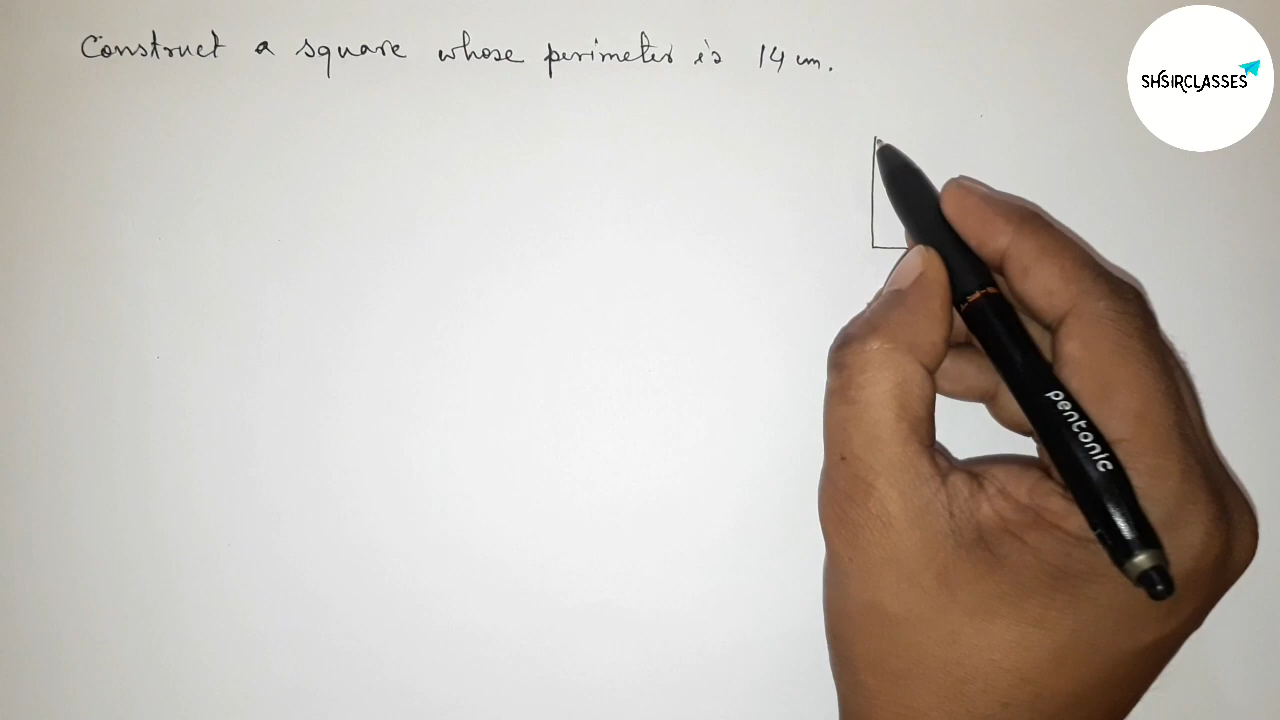 Construct a square whose perimeter is 14 cm.
SHSIRCLASSES
pentonic